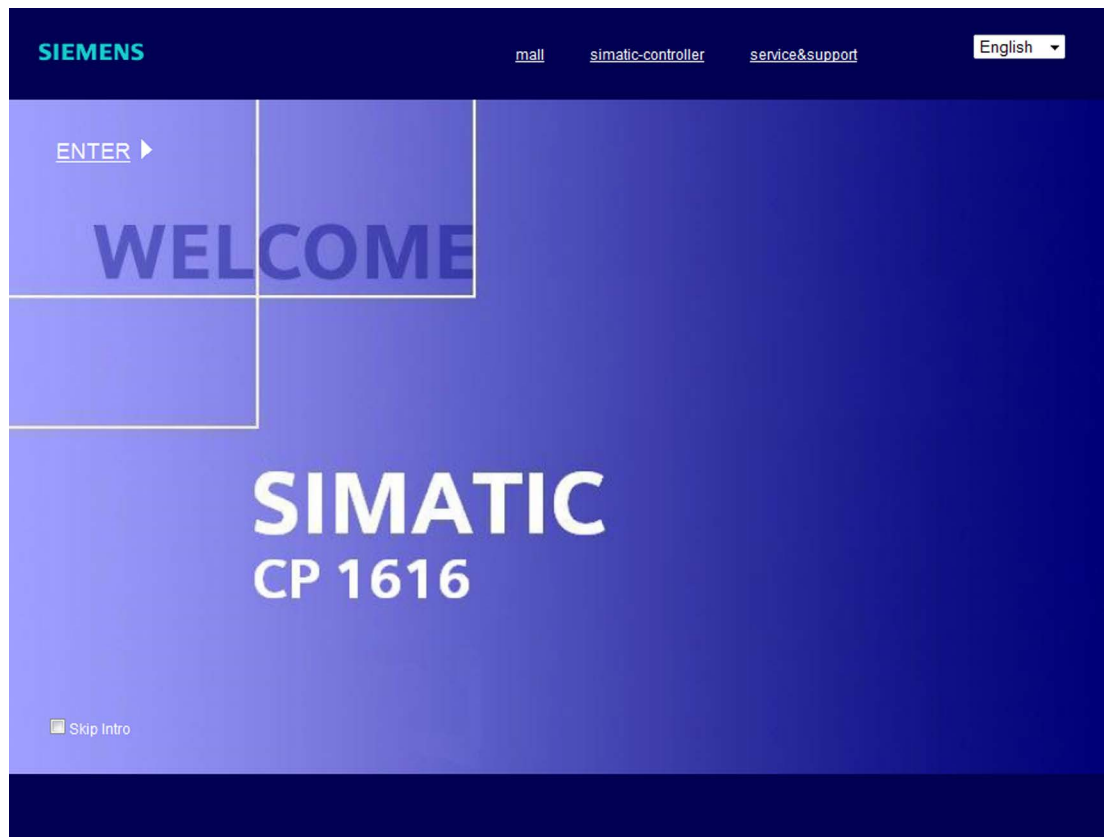 SIEMENS
mall simatic-controller service&support English
ENTER
WELCOME
SIMATIC
CP 1616
Skip Intro